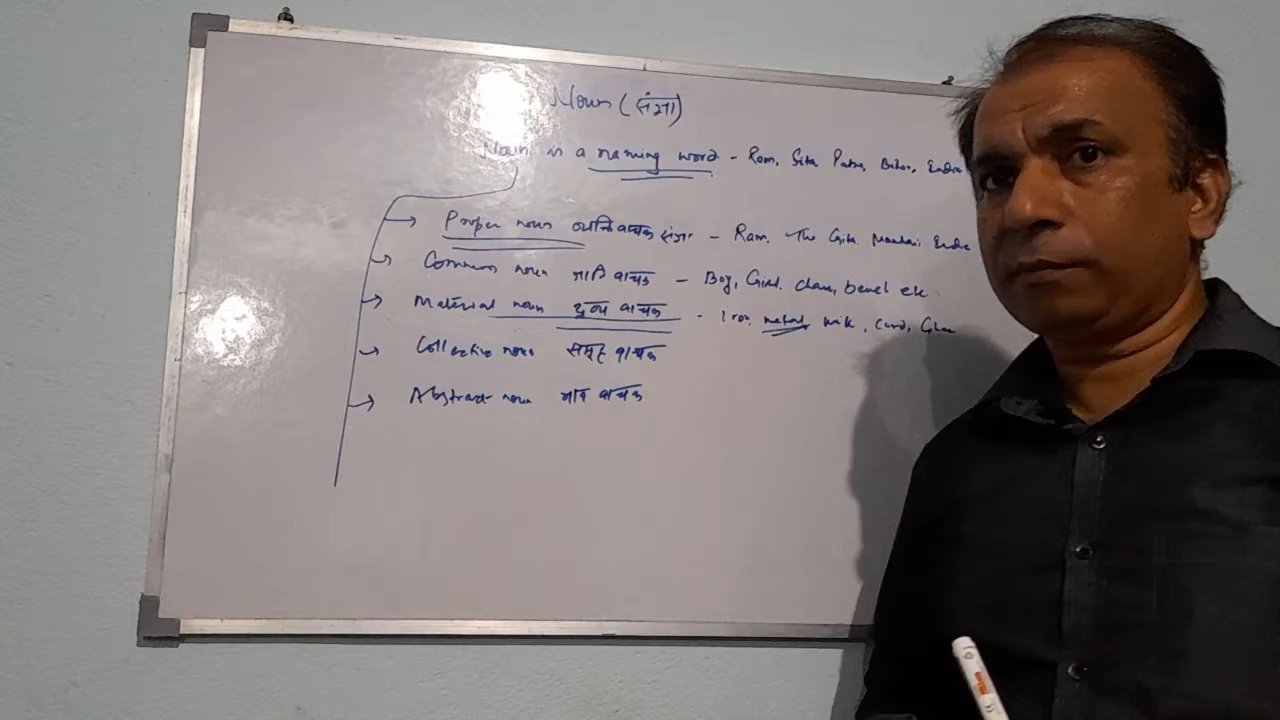 Noun (संज्ञा)
Noun is a naming word - Ram, Sita, Patna, Bihar, India
Proper noun व्यक्तिवाचक संज्ञा - Ram. The Gita. Mumbai. India
Common noun जाति वाचक - Boy, Girl. chair, bench etc.
Material noun द्रव्य वाचक - Iron, metal, milk, Curd, Ghee
Collective noun समूह वाचक
Abstract noun भाव वाचक